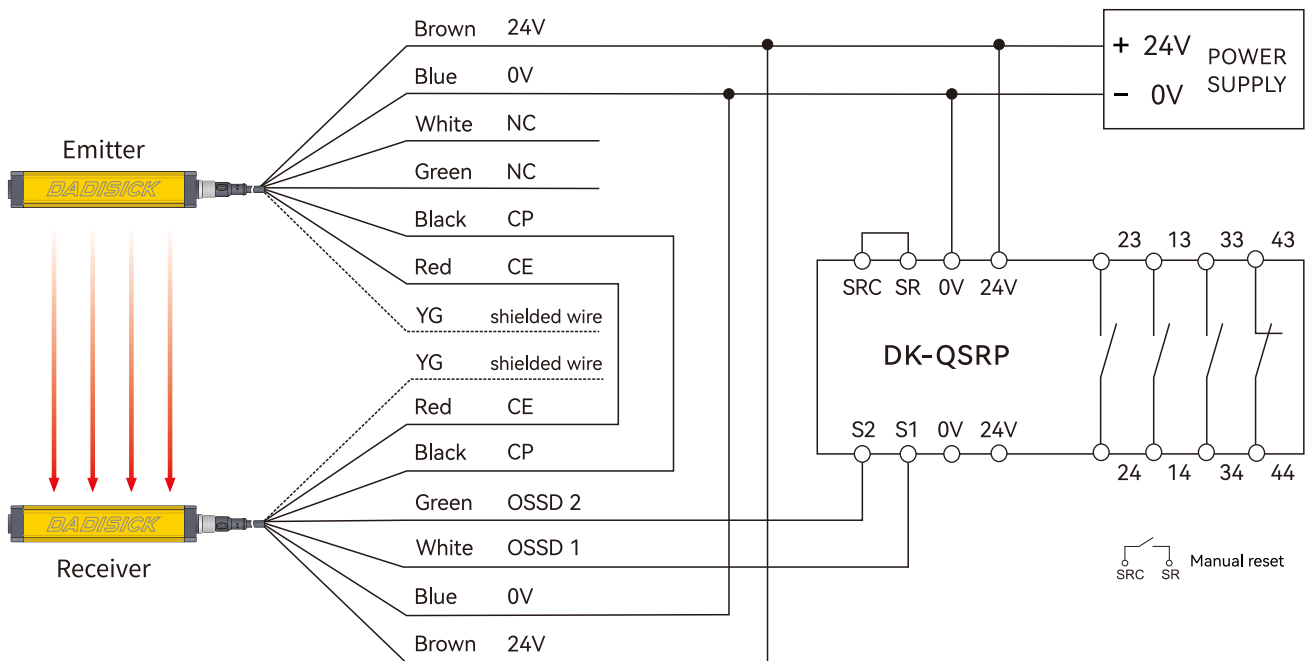 Brown 24V
Blue 0V
White NC
Green NC
Black CP
Red CE
YG shielded wire
YG shielded wire
Red CE
Black CP
Green OSSD 2
White OSSD 1
Blue 0V
Brown 24V
Emitter
DADISICK
DADISICK
Receiver
+ 24V
− 0V
POWER
SUPPLY
23 13 33 43
SRC SR 0V 24V
DK-QSRP
S2 S1 0V 24V
24 14 34 44
SRC SR Manual reset